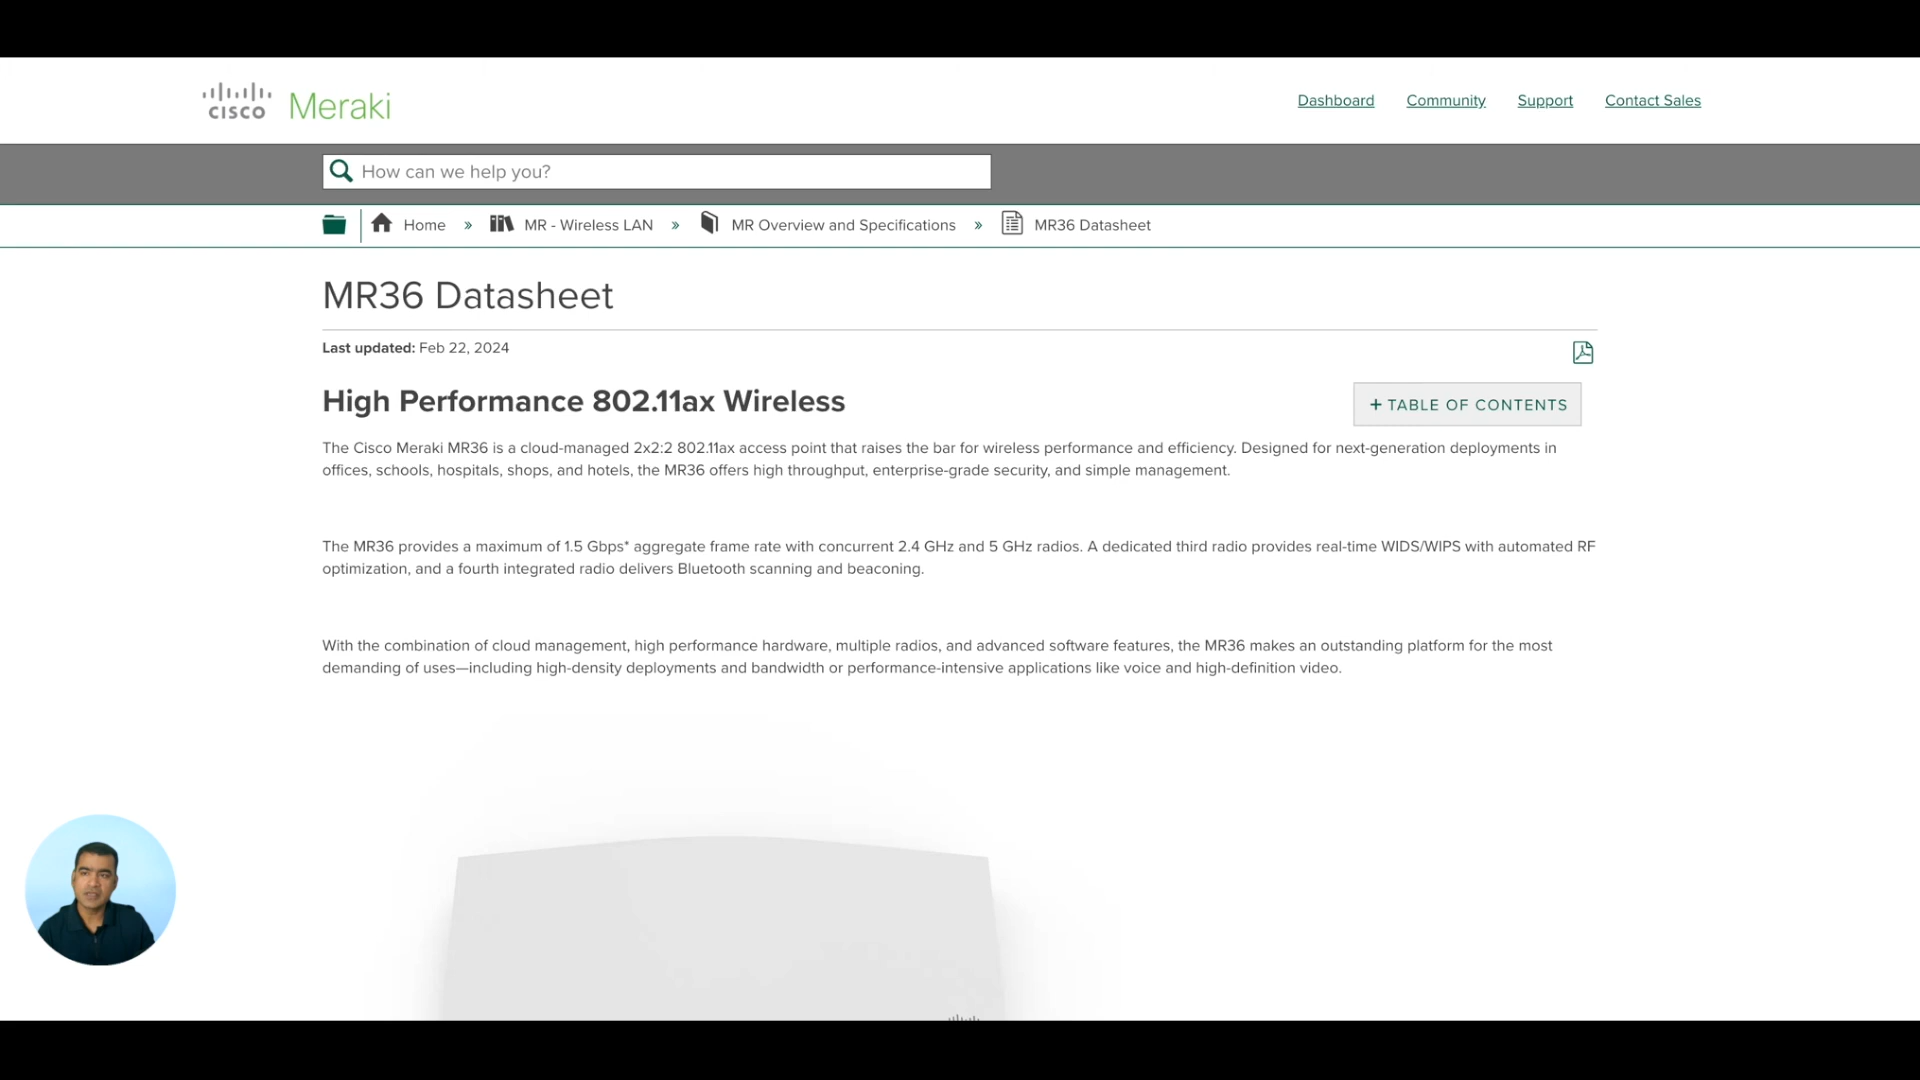 CISCO Meraki
Dashboard Community Support Contact Sales
How can we help you?
Home » MR - Wireless LAN » MR Overview and Specifications » MR36 Datasheet
MR36 Datasheet
Last updated: Feb 22, 2024
High Performance 802.11ax Wireless
+ TABLE OF CONTENTS
The Cisco Meraki MR36 is a cloud-managed 2x2:2 802.11ax access point that raises the bar for wireless performance and efficiency. Designed for next-generation deployments in
offices, schools, hospitals, shops, and hotels, the MR36 offers high throughput, enterprise-grade security, and simple management.
The MR36 provides a maximum of 1.5 Gbps* aggregate frame rate with concurrent 2.4 GHz and 5 GHz radios. A dedicated third radio provides real-time WIDS/WIPS with automated RF
optimization, and a fourth integrated radio delivers Bluetooth scanning and beaconing.
With the combination of cloud management, high performance hardware, multiple radios, and advanced software features, the MR36 makes an outstanding platform for the most
demanding of uses—including high-density deployments and bandwidth or performance-intensive applications like voice and high-definition video.